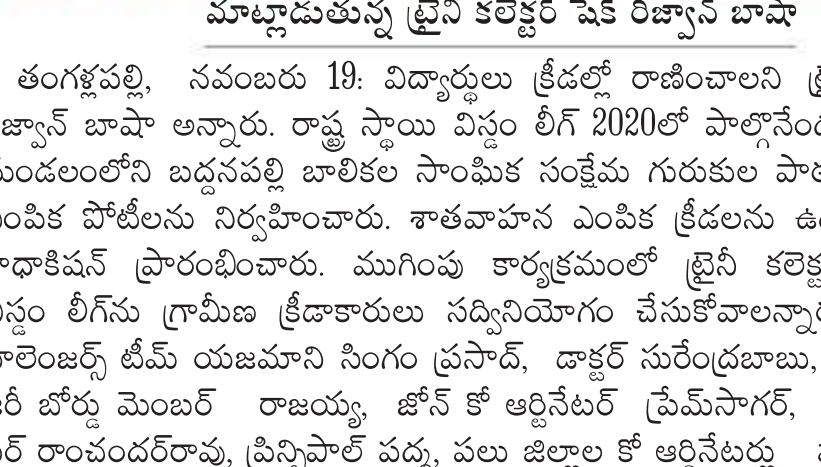 మాట్లాడుతున్న ట్రైనీ కలెక్టర్ షేక్ రిజ్వాన్ బాషా
తంగళ్లపల్లి, నవంబరు 19: విద్యార్థులు క్రీడల్లో రాణించాలని
జ్వాన్ బాషా అన్నారు. రాష్ట్ర స్థాయి విస్డం లీగ్ 2020లో పాల్గొనేం
మండలంలోని బద్దనపల్లి బాలికల సాంఘిక సంక్షేమ గురుకుల పాఠ
ఎంపిక పోటీలను నిర్వహించారు. శాతవాహన ఎంపిక క్రీడలను ఉ
రాధాకిషన్ ప్రారంభించారు. ముగింపు కార్యక్రమంలో ట్రైనీ కలెక్ట
విస్డం లీగ్‌ను గ్రామీణ క్రీడాకారులు సద్వినియోగం చేసుకోవాలన్నా
చాలెంజర్స్ టీమ్ యజమాని సింగం ప్రసాద్, డాక్టర్ సురేంద్రబాబు,
రీ బోర్డు మెంబర్ రాజయ్య, జోన్ కో ఆర్టినేటర్ ప్రేమ్‌సాగర్,
ర్ రాంచందర్‌రావు, ప్రిన్సిపాల్ పద్మ, పలు జిల్లాల కో ఆర్డినేటర్లు